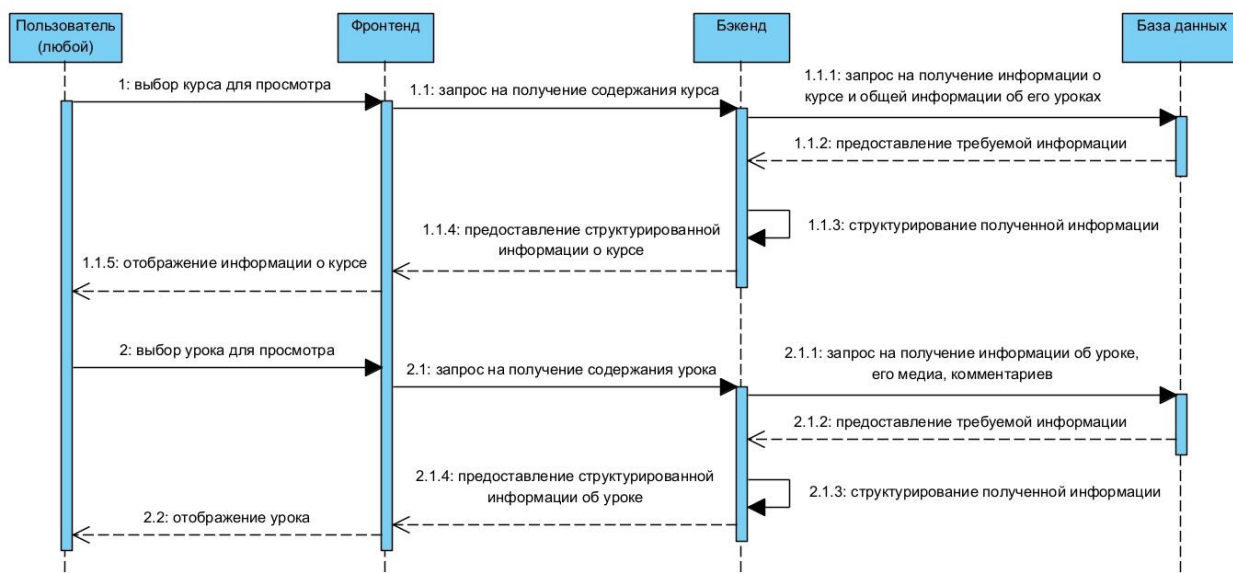 Пользователь
(любой)
Фронтенд
Бэкенд
База данных
1: выбор курса для просмотра
1.1: запрос на получение содержания курса
1.1.1: запрос на получение информации о
курсе и общей информации об его уроках
1.1.2: предоставление требуемой информации
1.1.3: структурирование полученной информации
1.1.4: предоставление структурированной
информации о курсе
1.1.5: отображение информации о курсе
2: выбор урока для просмотра
2.1: запрос на получение содержания урока
2.1.1: запрос на получение информации об уроке,
его медиа, комментариев
2.1.2: предоставление требуемой информации
2.1.3: структурирование полученной информации
2.1.4: предоставление структурированной
информации об уроке
2.2: отображение урока